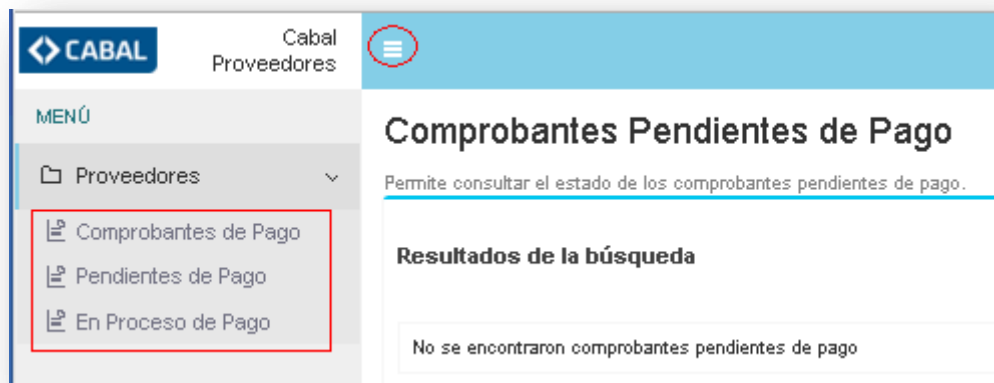 CABAL
Cabal
Proveedores
MENÚ
Proveedores
Comprobantes de Pago
Pendientes de Pago
En Proceso de Pago
Comprobantes Pendientes de Pago
Permite consultar el estado de los comprobantes pendientes de pago.
Resultados de la búsqueda
No se encontraron comprobantes pendientes de pago